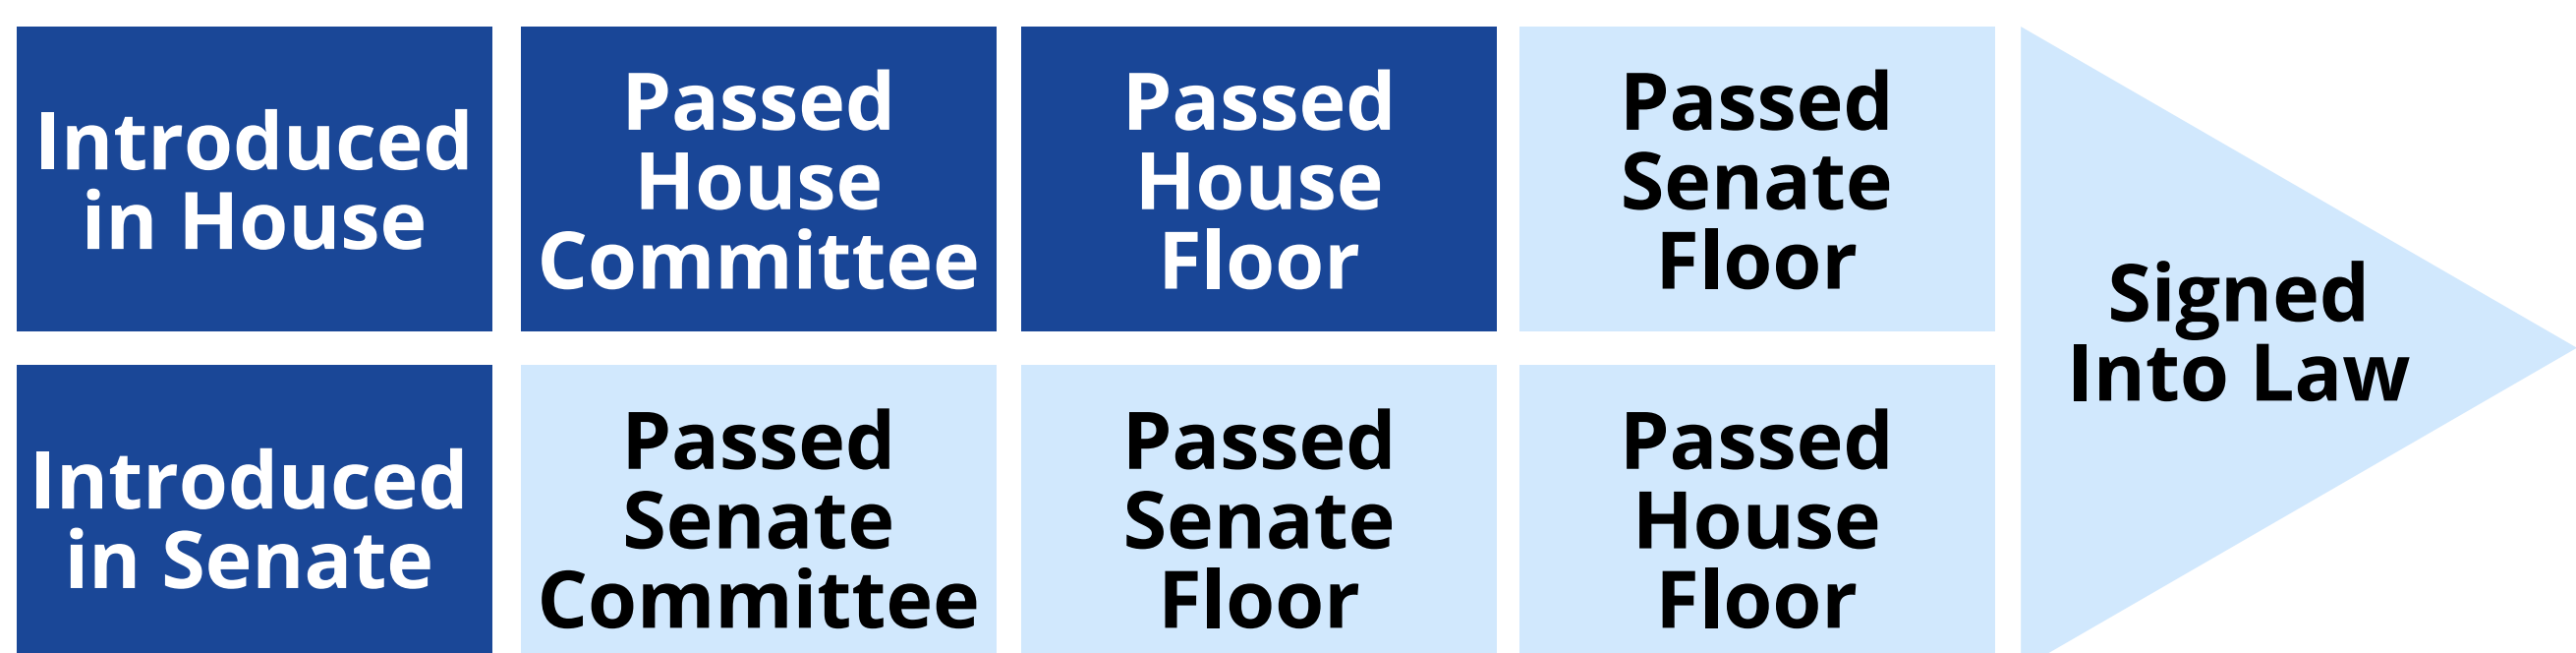 Introduced
in House
Passed
House
Committee
Passed
House
Floor
Passed
Senate
Floor
Introduced
in Senate
Passed
Senate
Committee
Passed
Senate
Floor
Passed
House
Floor
Signed
Into Law